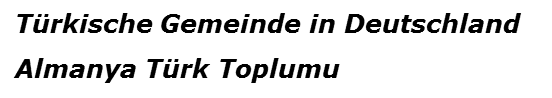 Türkische Gemeinde in Deutschland
Almanya Türk Toplumu